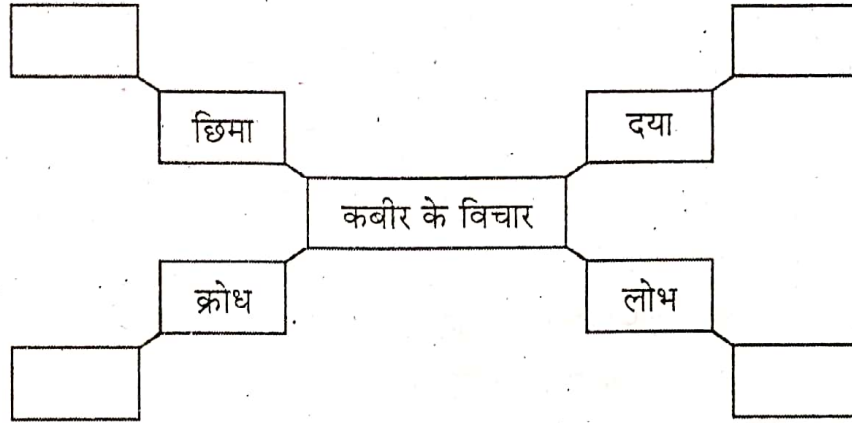 छिमा
दया
कबीर के विचार
क्रोध
लोभ